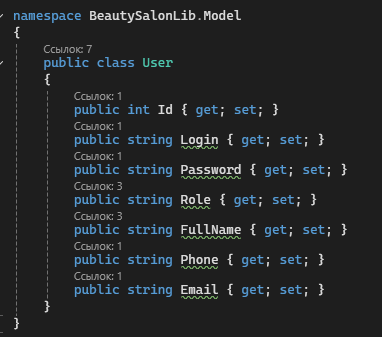 namespace BeautySalonLib.Model
{
Ссылок: 7
public class User
{
Ссылок: 1
public int Id { get; set; }
Ссылок: 1
public string Login { get; set; }
Ссылок: 1
public string Password { get; set; }
Ссылок: 3
public string Role { get; set; }
Ссылок: 3
public string FullName { get; set; }
Ссылок: 1
public string Phone { get; set; }
Ссылок: 1
public string Email { get; set; }
}
}